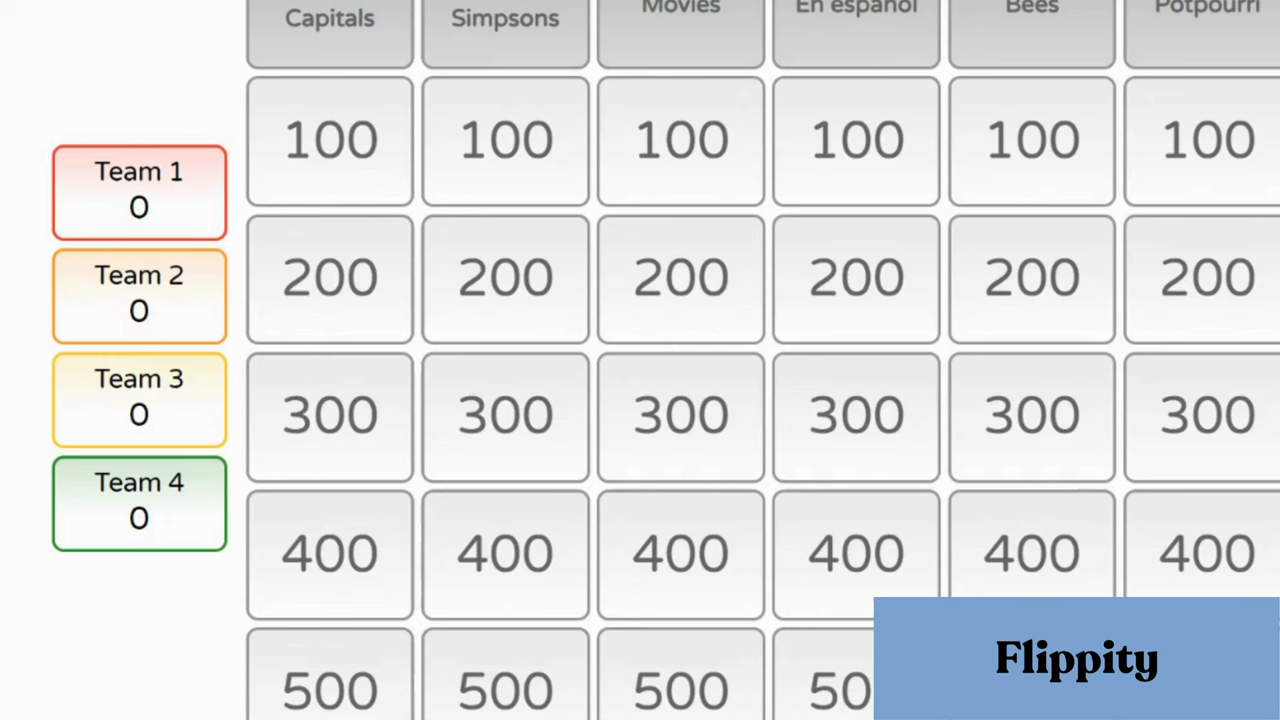 Capitals Simpsons Movies En español Bees Potpourri
100 100 100 100 100 100
Team 1
0
200 200 200 200 200 200
Team 2
0
Team 3
0
300 300 300 300 300 300
Team 4
0
400 400 400 400 400 400
500 500 500 50
Flippity